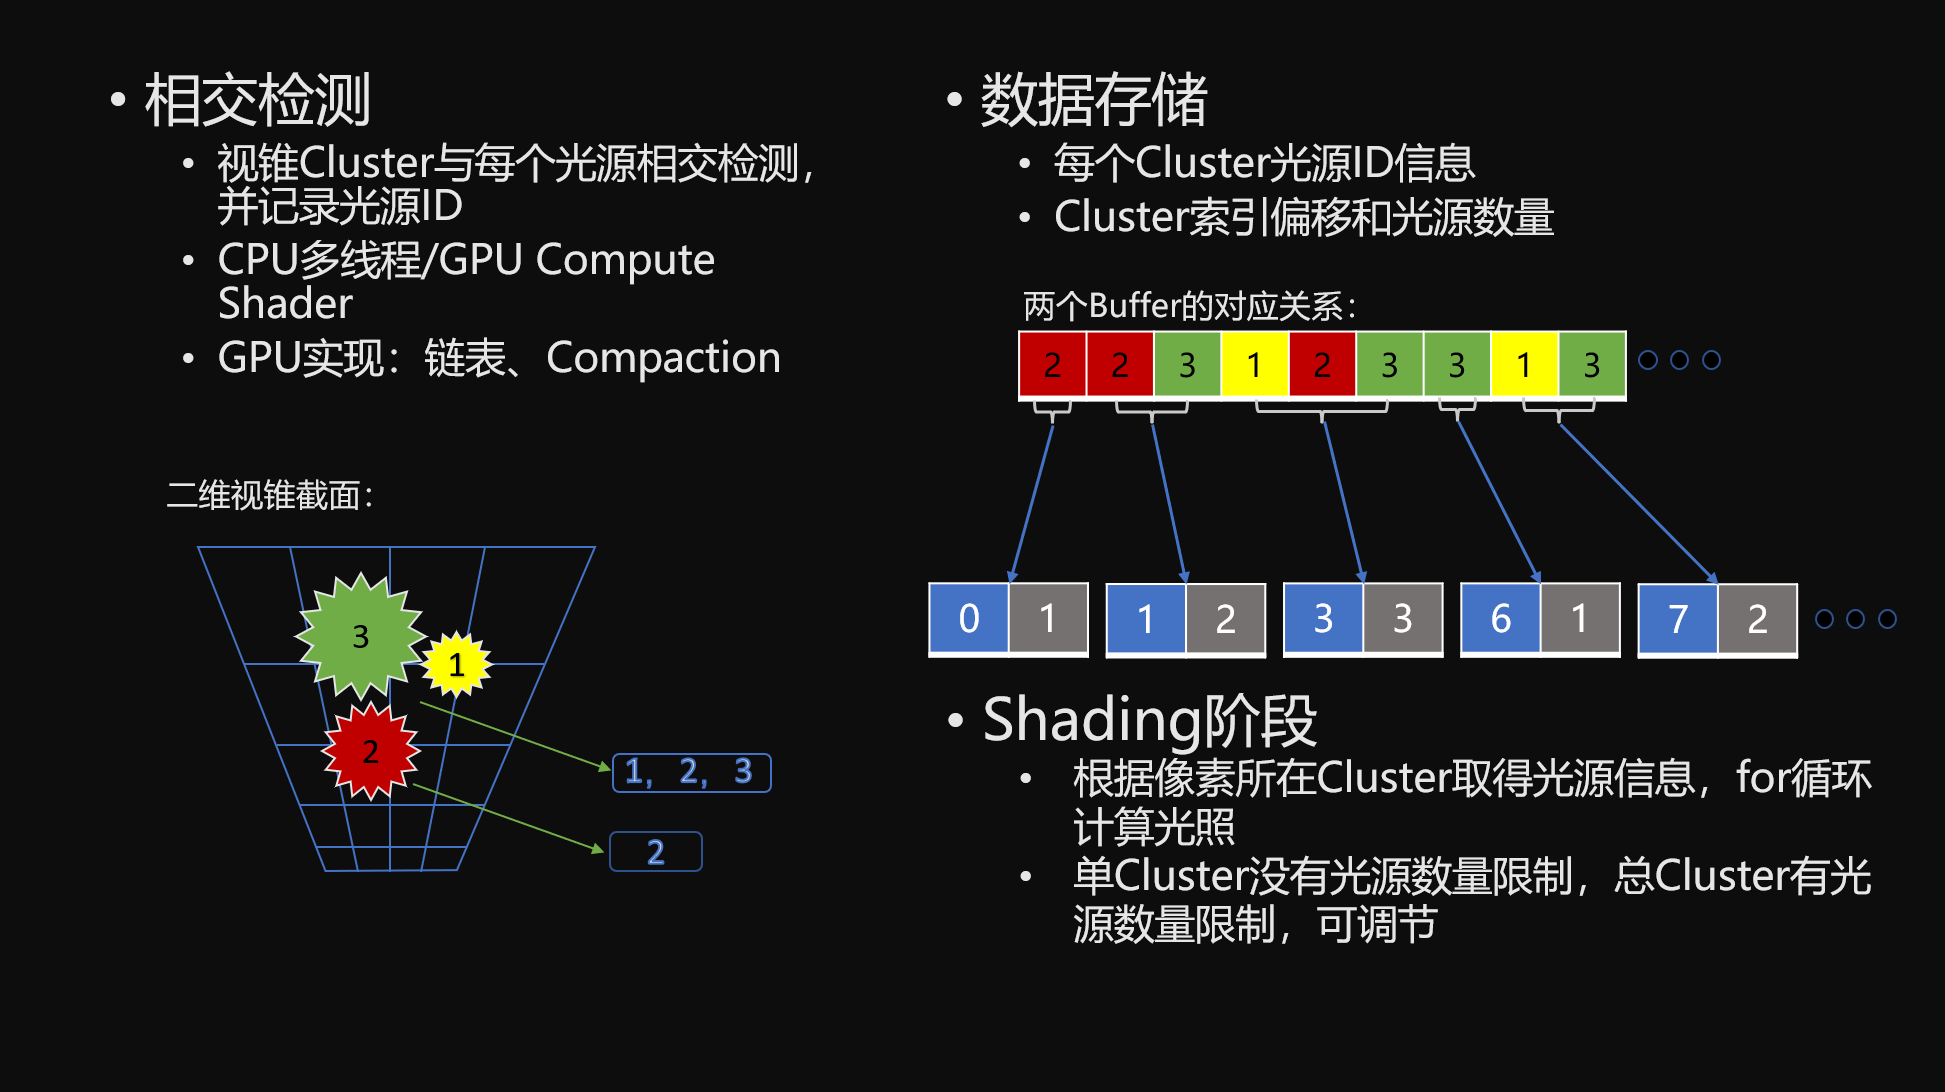 • 相交检测
• 视锥Cluster与每个光源相交检测，
并记录光源ID
• CPU多线程/GPU Compute
Shader
• GPU实现：链表、Compaction
二维视锥截面：
3
1
2
1，2，3
2
• 数据存储
• 每个Cluster光源ID信息
• Cluster索引偏移和光源数量
两个Buffer的对应关系：
2 2 3 1 2 3 3 1 3
0 1 1 2 3 3 6 1 7 2
• Shading阶段
• 根据像素所在Cluster取得光源信息，for循环
计算光照
• 单Cluster没有光源数量限制，总Cluster有光
源数量限制，可调节